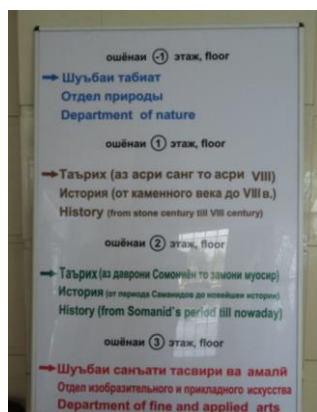 ошёнаи -1 этаж, floor
Шуъбаи табиат
Отдел природы
Department of nature
ошёнаи 1 этаж, floor
Таърих (аз асри санг то асри VIII)
История (от каменного века до VIII в.)
History (from stone century till VIII century)
ошёнаи 2 этаж, floor
Таърих (аз даврони Сомониён то замони муосир)
История (от периода Саманидов до новейшей истории)
History (from Somanid`s period till nowaday)
ошёнаи 3 этаж, floor
Шуъбаи санъати тасвири ва амалӣ
Отдел изобразительного и прикладного искусства
Department of fine and applied arts